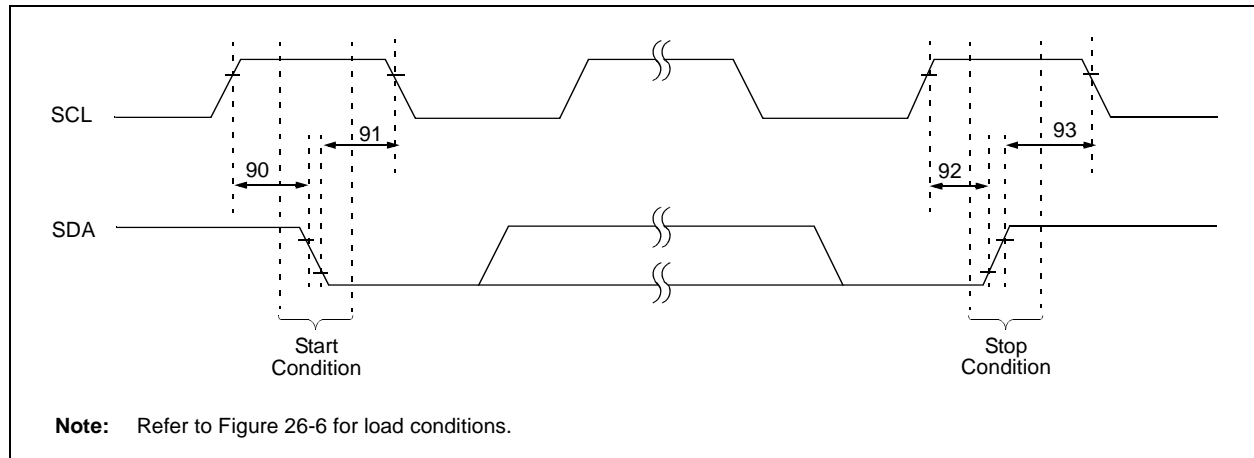 SCL
91
93
90
92
SDA
Start
Condition
Stop
Condition
Note: Refer to Figure 26-6 for load conditions.